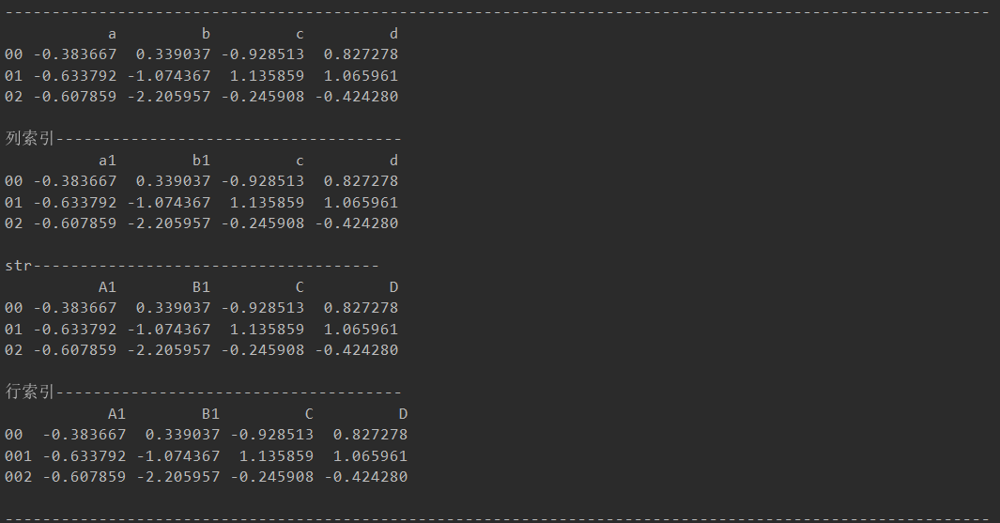 ---------------------------------------------------------------------------------------------------------
           a         b         c         d
00 -0.383667  0.339037 -0.928513  0.827278
01 -0.633792 -1.074367  1.135859  1.065961
02 -0.607859 -2.205957 -0.245908 -0.424280
列索引-------------------------------------
          a1        b1         c         d
00 -0.383667  0.339037 -0.928513  0.827278
01 -0.633792 -1.074367  1.135859  1.065961
02 -0.607859 -2.205957 -0.245908 -0.424280
str-------------------------------------
          A1        B1         C         D
00 -0.383667  0.339037 -0.928513  0.827278
01 -0.633792 -1.074367  1.135859  1.065961
02 -0.607859 -2.205957 -0.245908 -0.424280
行索引-------------------------------------
           A1        B1         C         D
00  -0.383667  0.339037 -0.928513  0.827278
001 -0.633792 -1.074367  1.135859  1.065961
002 -0.607859 -2.205957 -0.245908 -0.424280
---------------------------------------------------------------------------------------------------------